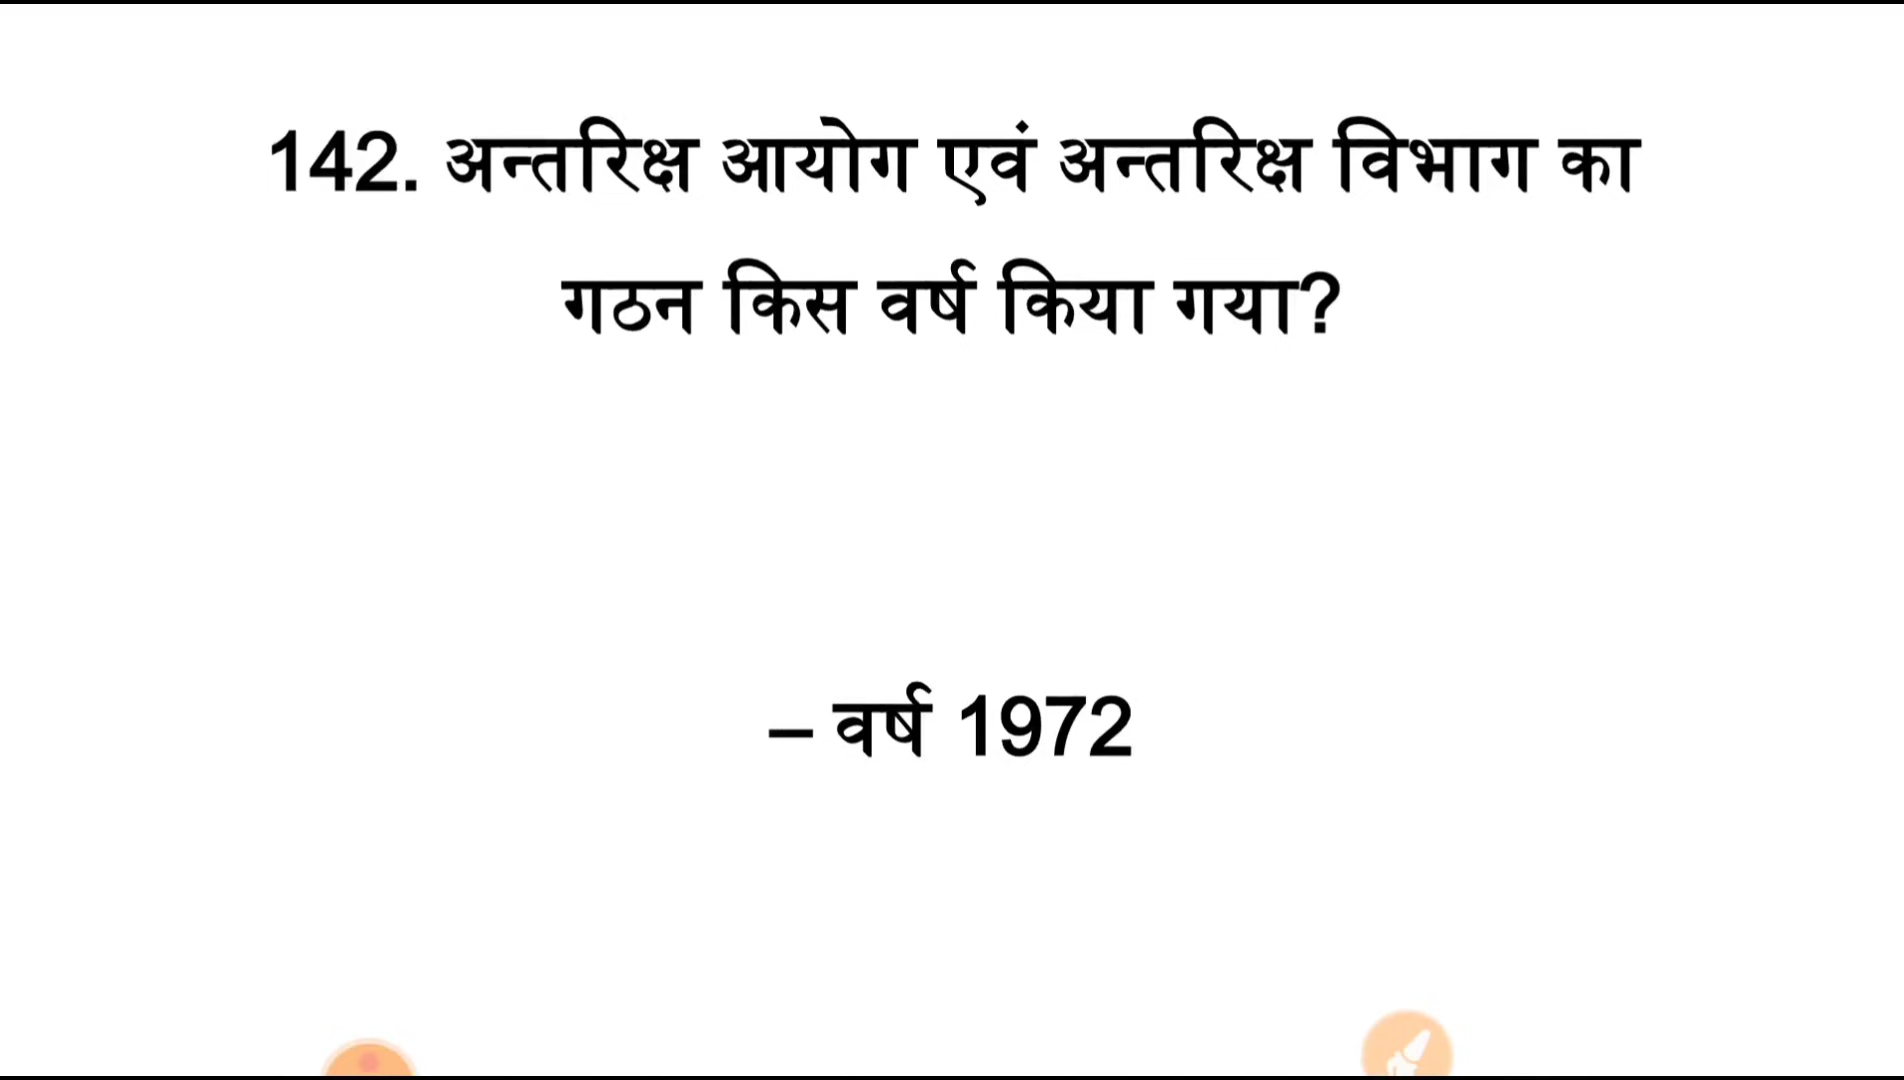 142. अन्तरिक्ष आयोग एवं अन्तरिक्ष विभाग का
गठन किस वर्ष किया गया?
– वर्ष 1972